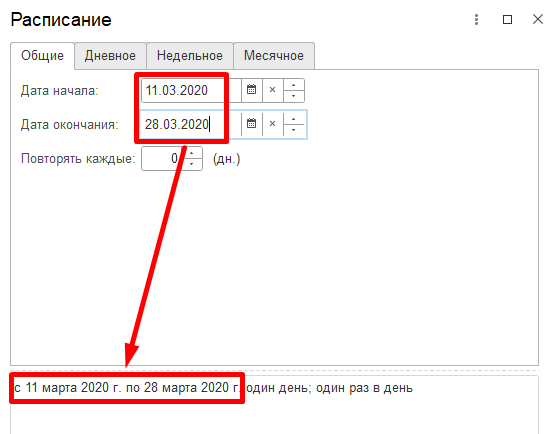 Расписание
Общие Дневное Недельное Месячное
Дата начала: 11.03.2020
Дата окончания: 28.03.2020
Повторять каждые: 0 (дн.)
с 11 марта 2020 г. по 28 марта 2020 г. один день; один раз в день